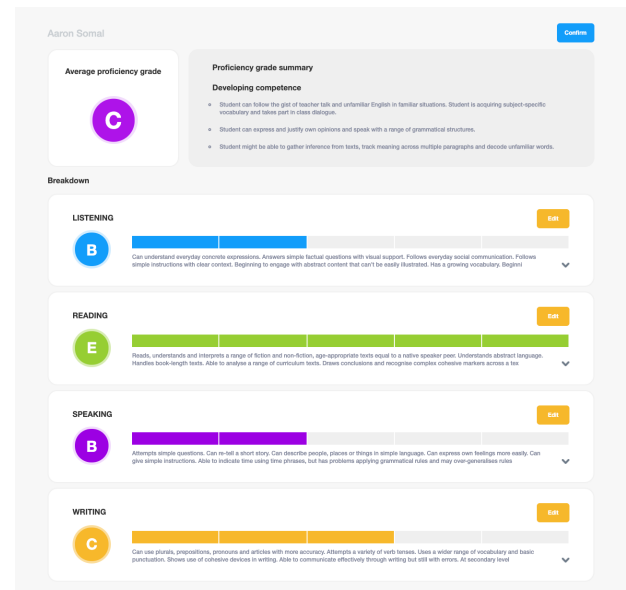 Aaron Somal
Confirm
Average proficiency grade
C
Proficiency grade summary
Developing competence
Student can follow the gist of teacher talk and unfamiliar English in familiar situations. Student is acquiring subject-specific
vocabulary and takes part in class dialogue.
Student can express and justify own opinions and speak with a range of grammatical structures.
Student might be able to gather inference from texts, track meaning across multiple paragraphs and decode unfamiliar words.
Breakdown
LISTENING
Edit
B
Can understand everyday concrete expressions. Answers simple factual questions with visual support. Follows everyday social communication. Follows
simple instructions with clear context. Beginning to engage with abstract content that can't be easily illustrated. Has a growing vocabulary. Beginni
READING
Edit
E
Reads, understands and interprets a range of fiction and non-fiction, age-appropriate texts equal to a native speaker peer. Understands abstract language.
Handles book-length texts. Able to analyse a range of curriculum texts. Draws conclusions and recognise complex cohesive markers across a tee
SPEAKING
Edit
B
Attempts simple questions. Can re-tell a short story. Can describe people, places or things in simple language. Can express own feelings more easily. Can
give simple instructions. Able to indicate time using time phrases, but has problems applying grammatical rules and may over-generalises rules
WRITING
Edit
C
Can use plurals, prepositions, pronouns and articles with more accuracy. Attempts a variety of verb tenses. Uses a wider range of vocabulary and basic
punctuation. Shows use of cohesive devices in writing. Able to communicate effectively through writing but still with errors. At secondary level